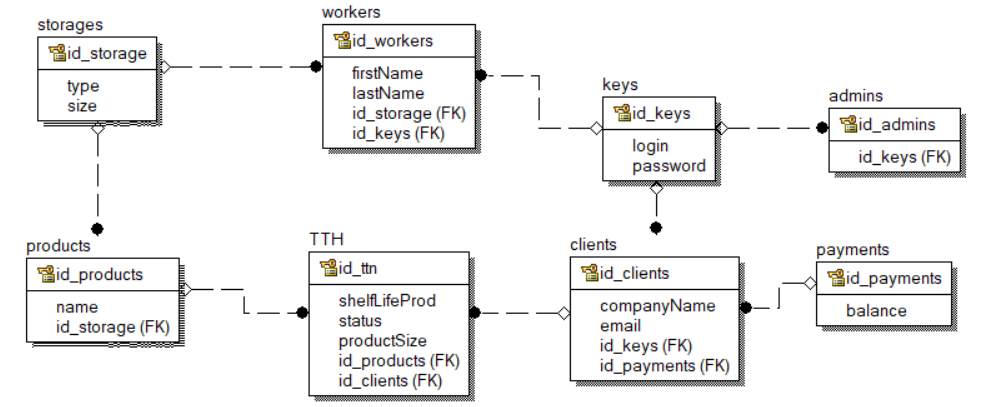 storages
id_storage
type
size
workers
id_workers
firstName
lastName
id_storage (FK)
id_keys (FK)
keys
id_keys
login
password
admins
id_admins
id_keys (FK)
products
id_products
name
id_storage (FK)
TTH
id_ttn
shelfLifeProd
status
productSize
id_products (FK)
id_clients (FK)
clients
id_clients
companyName
email
id_keys (FK)
id_payments (FK)
payments
id_payments
balance